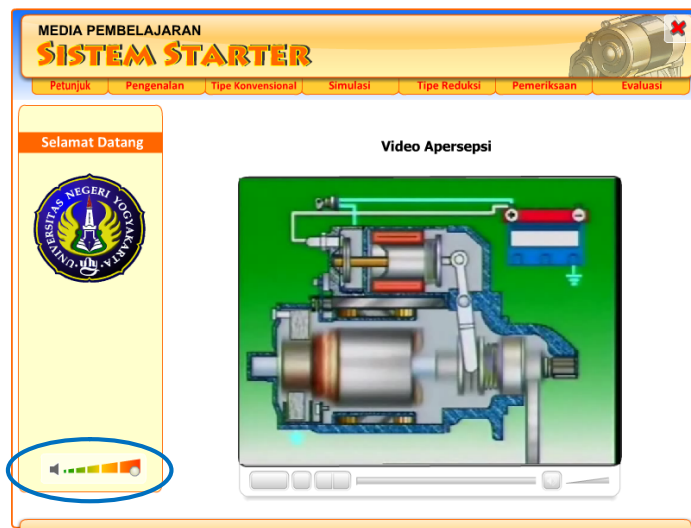 MEDIA PEMBELAJARAN
SISTEM STARTER
Petunjuk
Pengenalan
Tipe Konvensional
Simulasi
Tipe Reduksi
Pemeriksaan
Evaluasi
Selamat Datang
Video Apersepsi
UNIVERSITAS NEGERI YOGYAKARTA